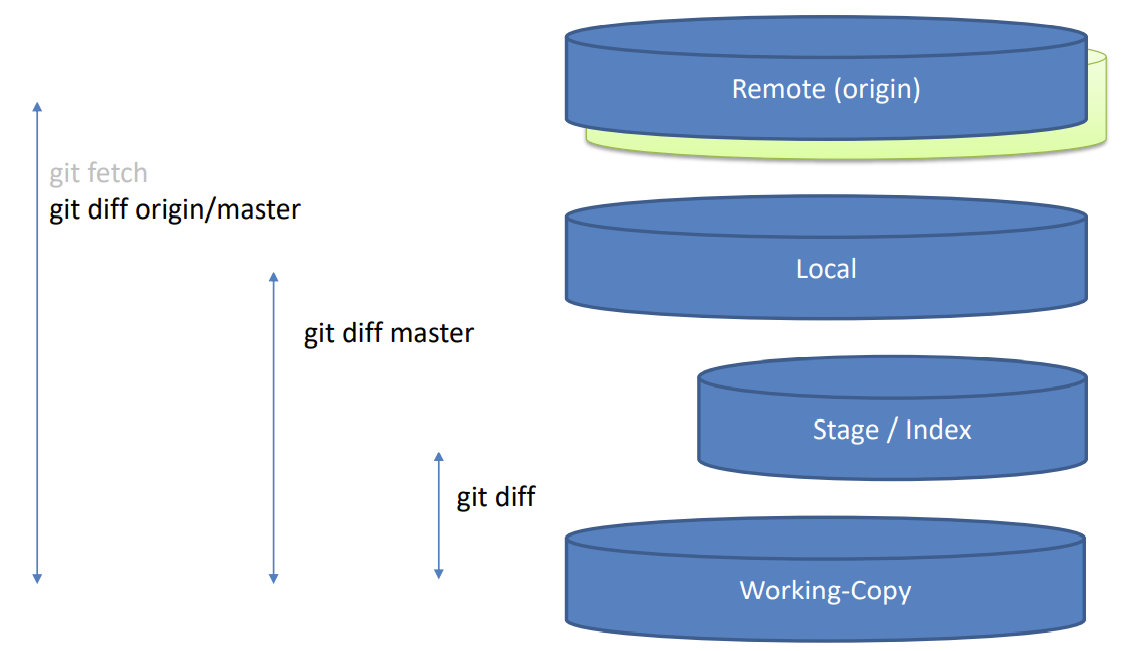 Remote (origin)
git fetch
git diff origin/master
Local
git diff master
Stage / Index
git diff
Working-Copy